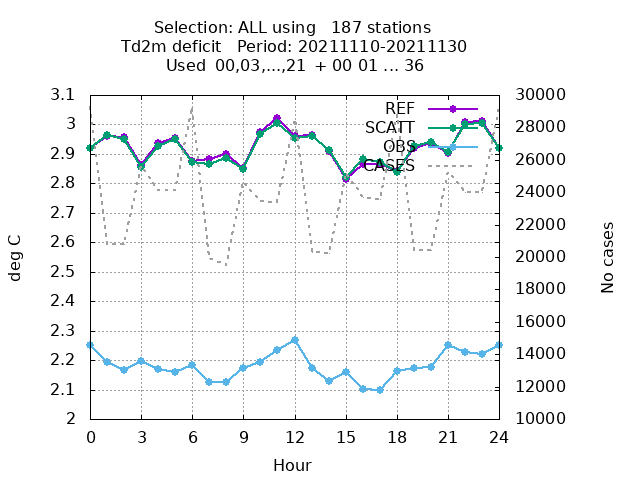 Selection: ALL using   187 stations
Td2m deficit   Period: 20211110-20211130
Used  00,03,...,21  + 00 01 ... 36
3.1
3
2.9
2.8
2.7
2.6
2.5
2.4
2.3
2.2
2.1
2
deg C
30000
28000
26000
24000
22000
20000
18000
16000
14000
12000
10000
No cases
REF
SCATT
OBS
CASES
0 3 6 9 12 15 18 21 24
Hour